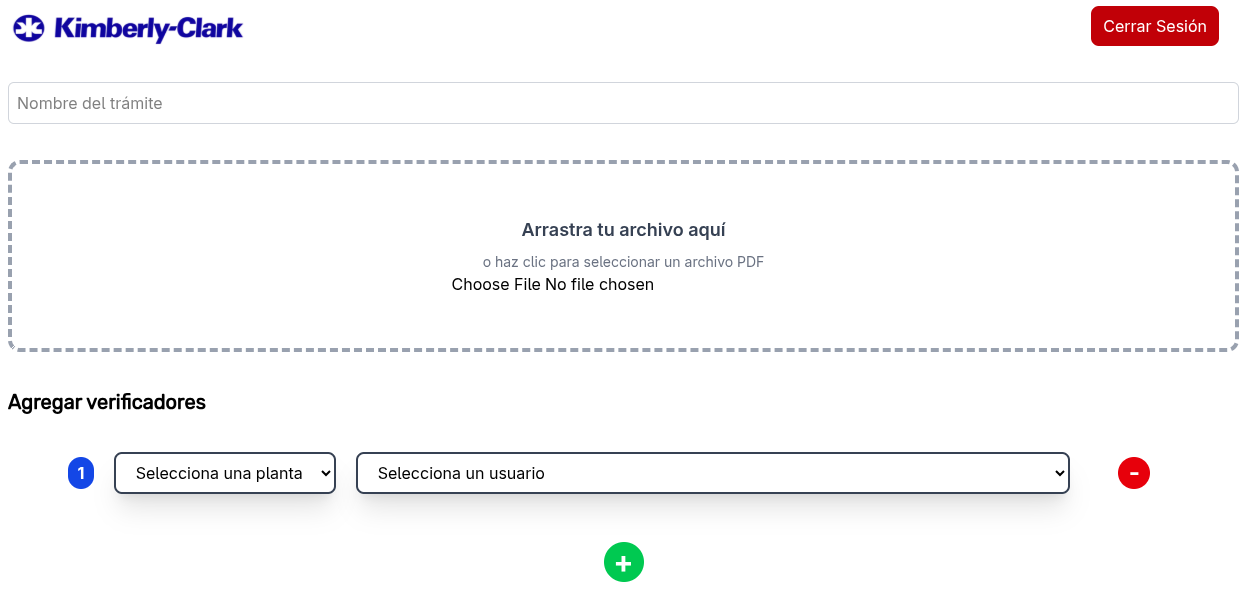 Kimberly-Clark
Cerrar Sesión
Nombre del trámite
Arrastra tu archivo aquí
o haz clic para seleccionar un archivo PDF
Choose File No file chosen
Agregar verificadores
1 Selecciona una planta Selecciona un usuario -
+